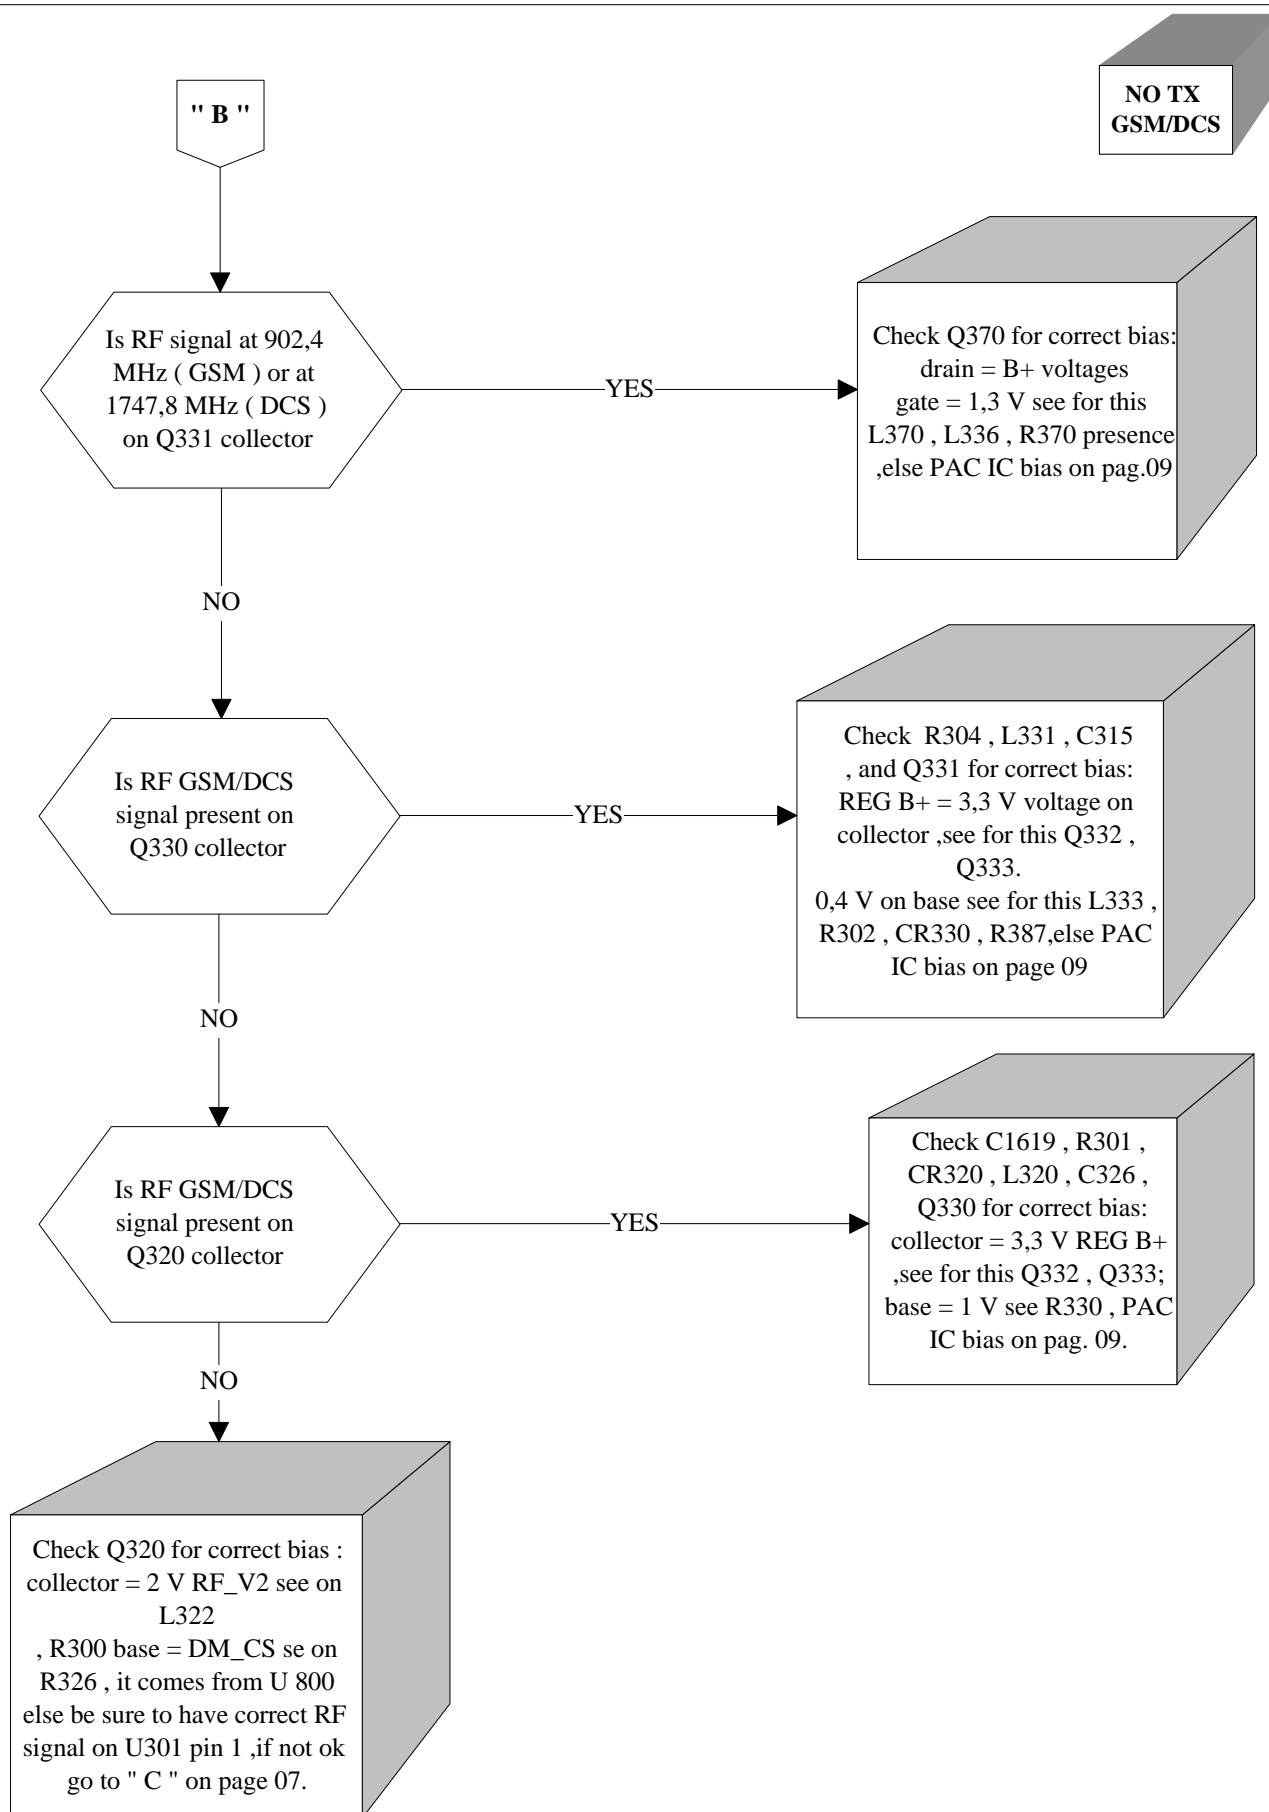 " B "
NO TX
GSM/DCS
Is RF signal at 902,4
MHz ( GSM ) or at
1747,8 MHz ( DCS )
on Q331 collector
YES
Check Q370 for correct bias:
drain = B+ voltages
gate = 1,3 V see for this
L370 , L336 , R370 presence
,else PAC IC bias on pag.09
NO
Is RF GSM/DCS
signal present on
Q330 collector
YES
Check  R304 , L331 , C315
, and Q331 for correct bias:
REG B+ = 3,3 V voltage on
collector ,see for this Q332 ,
Q333.
0,4 V on base see for this L333 ,
R302 , CR330 , R387,else PAC
IC bias on page 09
NO
Is RF GSM/DCS
signal present on
Q320 collector
YES
Check C1619 , R301 ,
CR320 , L320 , C326 ,
Q330 for correct bias:
collector = 3,3 V REG B+
,see for this Q332 , Q333;
base = 1 V see R330 , PAC
IC bias on pag. 09.
NO
Check Q320 for correct bias :
collector = 2 V RF_V2 see on
L322
, R300 base = DM_CS se on
R326 , it comes from U 800
else be sure to have correct RF
signal on U301 pin 1 ,if not ok
go to " C " on page 07.